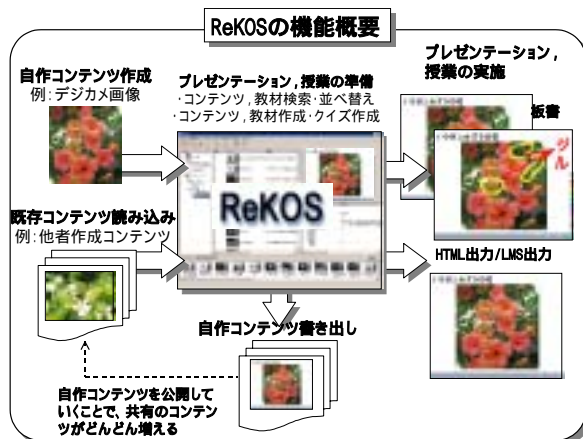 ReKOSの機能概要
自作コンテンツ作成
例：デジカメ画像
プレゼンテーション，授業の準備
・コンテンツ，教材検索・並べ替え
・コンテンツ，教材作成・クイズ作成
プレゼンテーション，
授業の実施
板書
ツル
ReKOS
既存コンテンツ読み込み
例：他者作成コンテンツ
HTML出力/LMS出力
自作コンテンツ書き出し
自作コンテンツを公開して
いくことで、共有のコンテン
ツがどんどん増える